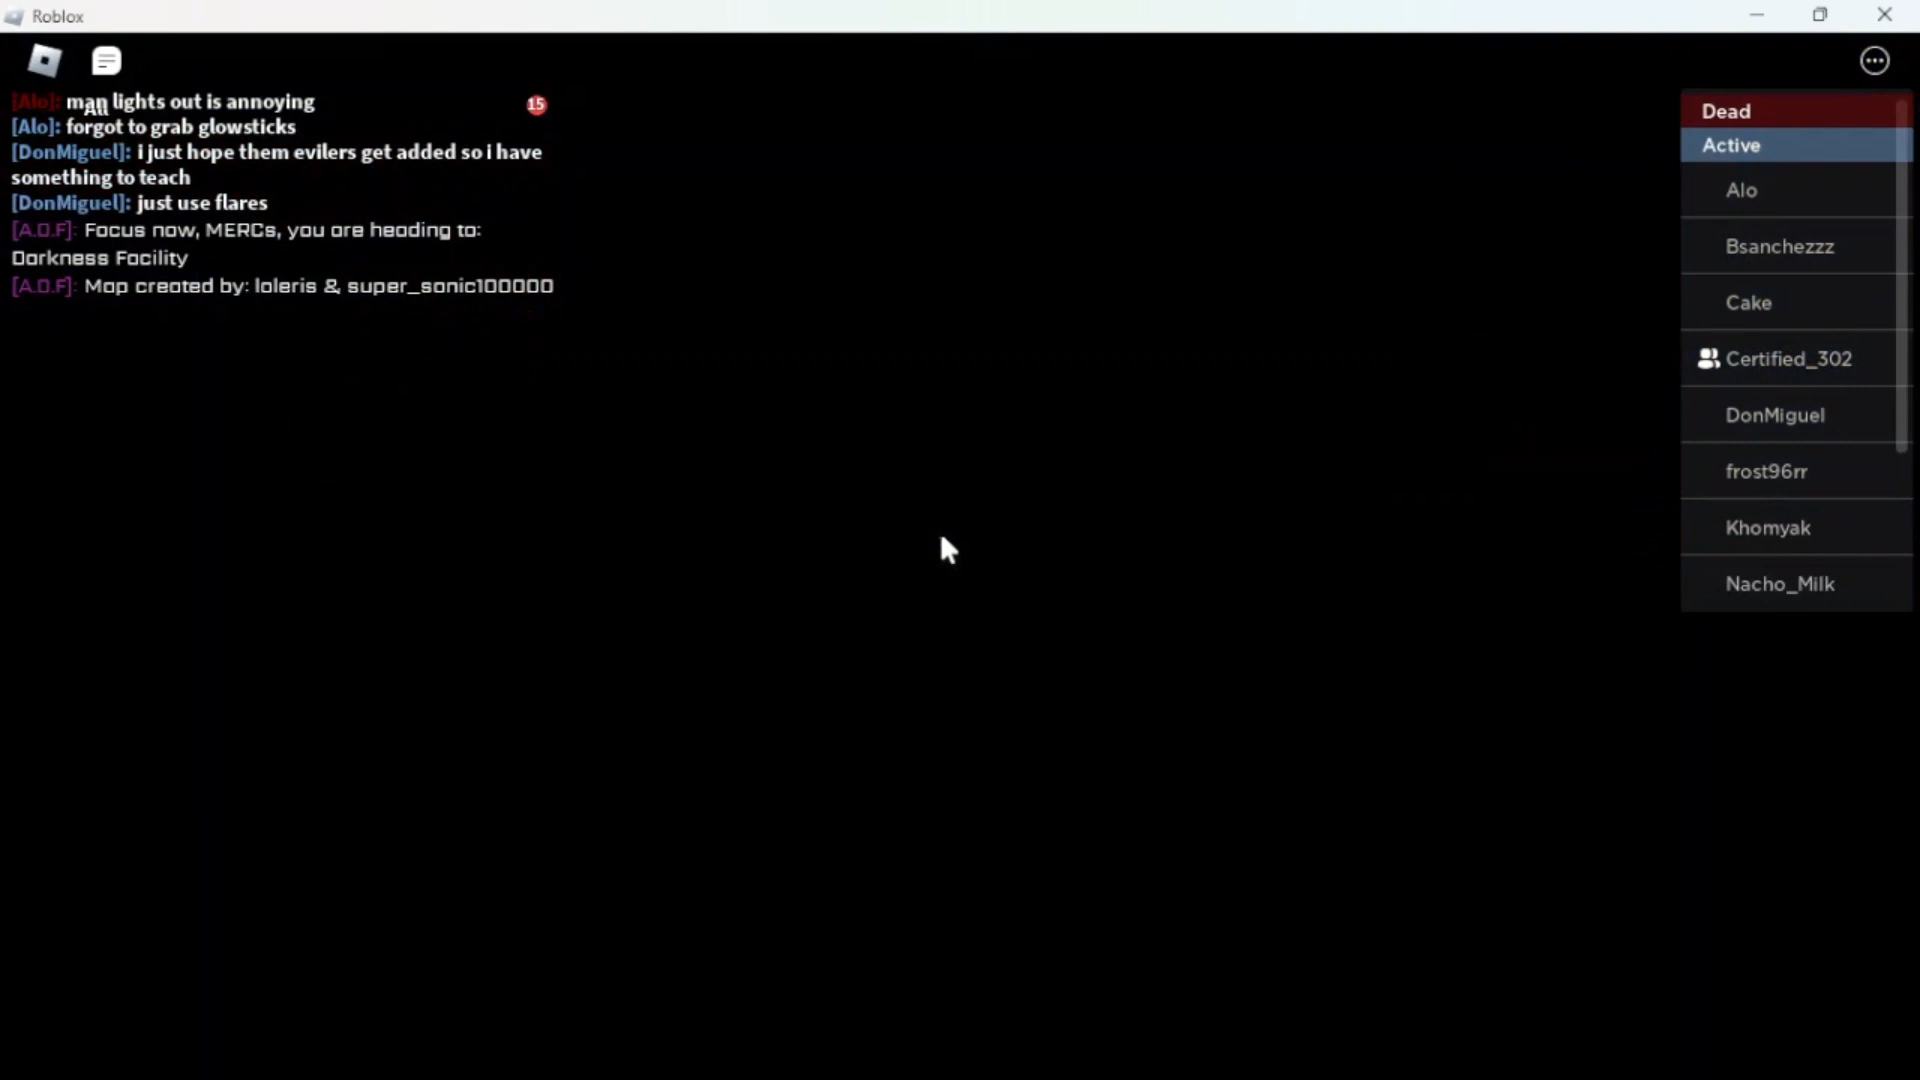 Roblox
[Alo]: man lights out is annoying
All
15
[Alo]: forgot to grab glowsticks
[DonMiguel]: i just hope them evilers get added so i have
something to teach
[DonMiguel]: just use flares
[A.O.F]: Focus now, MERCs, you are heading to:
Darkness Facility
[A.O.F]: Map created by: loleris & super_sonic100000
Dead
Active
Alo
Bsanchezzz
Cake
Certified_302
DonMiguel
frost96rr
Khomyak
Nacho_Milk